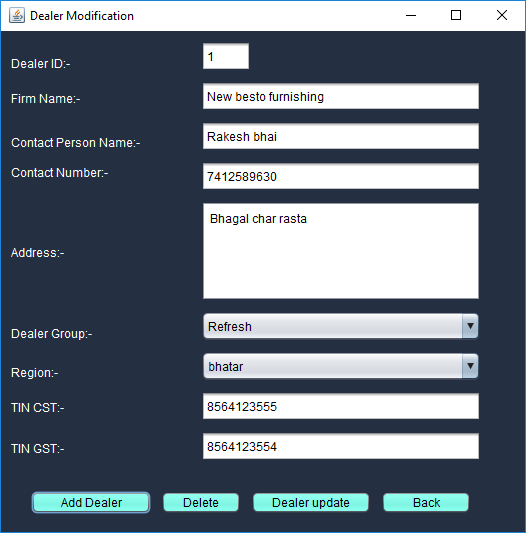 Dealer Modification
Dealer ID:- 1
Firm Name:- New besto furnishing
Contact Person Name:- Rakesh bhai
Contact Number:- 7412589630
Bhagal char rasta
Address:-
Dealer Group:- Refresh
Region:- bhatar
TIN CST:- 8564123555
TIN GST:- 8564123554
Add Dealer Delete Dealer update Back